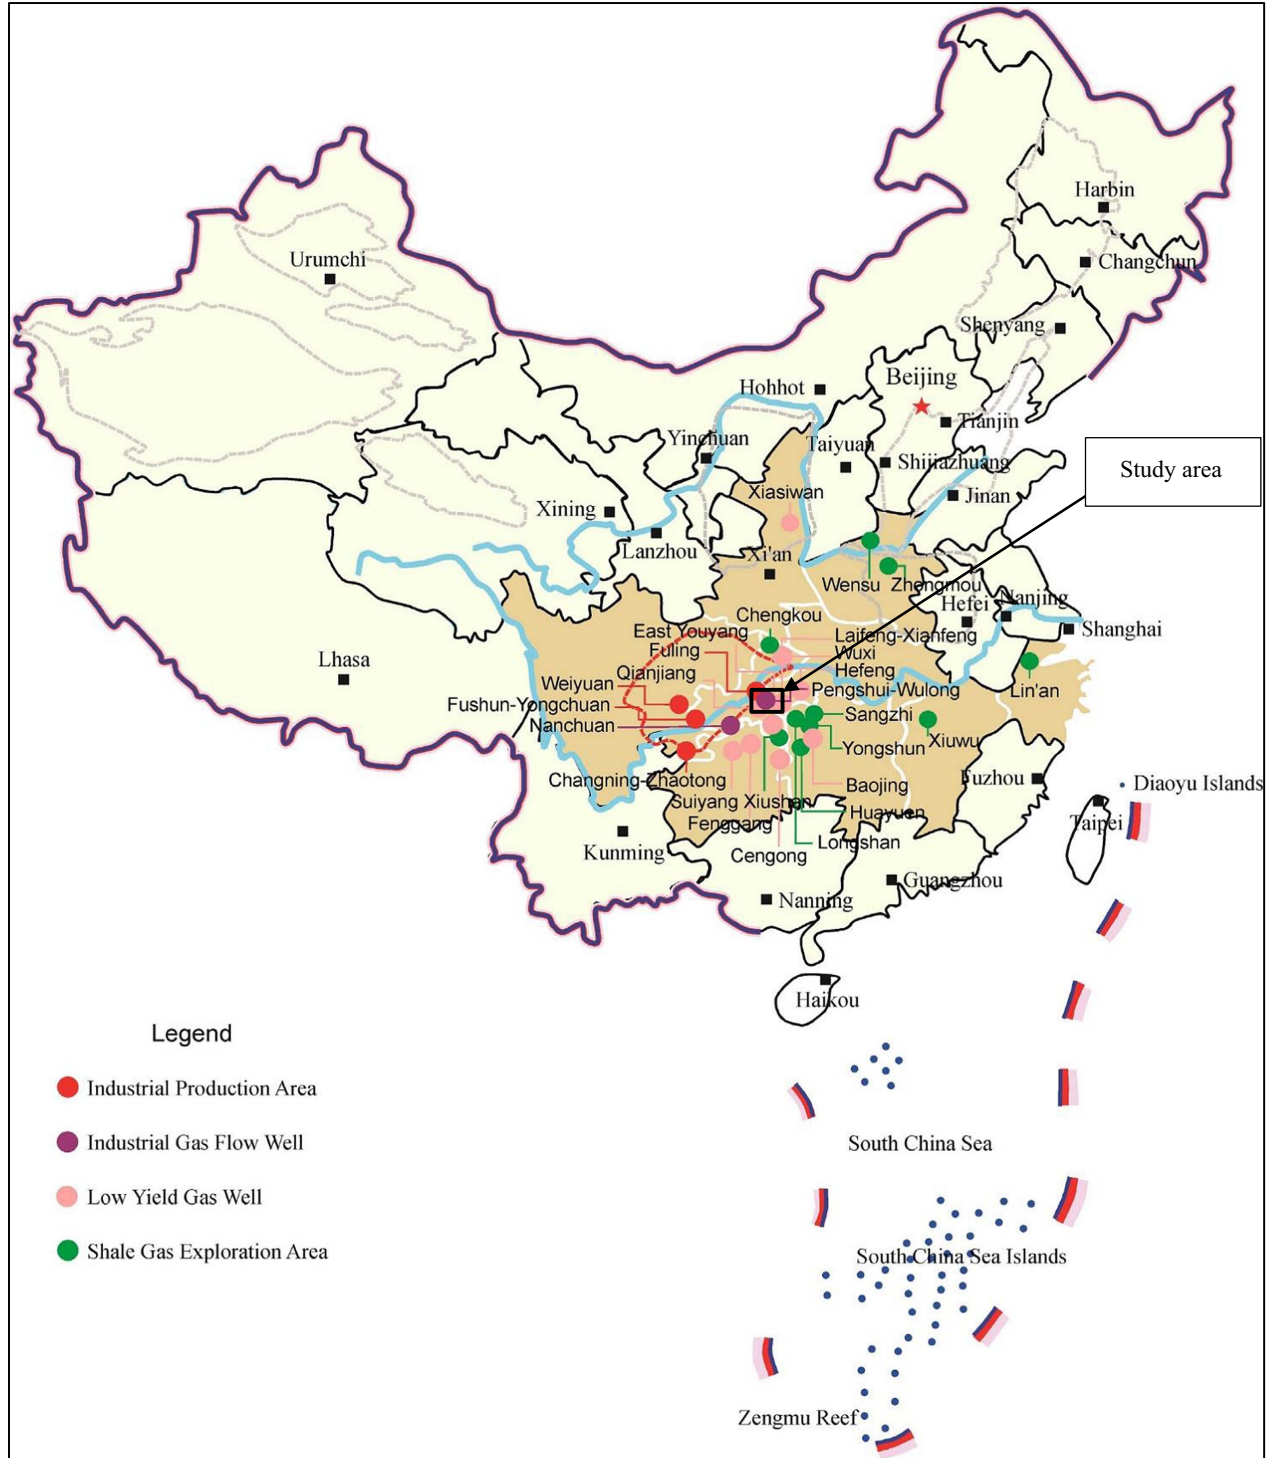 Harbin
Urumchi
Changchun
Shenyang
Beijing
Hohhot
Tianjin
Yinchuan
Taiyuan
Shijiazhuang
Study area
Xiasiwan
Jinan
Xining
Lanzhou
Xi'an
Wensu
Zhengmou
Hefei
Nanjing
Chengkou
Shanghai
East Youyang
Laifeng-Xianfeng
Fuling
Wuxi
Lhasa
Qianjiang
Hefeng
Weiyuan
Pengshui-Wulong
Lin'an
Fushun-Yongchuan
Sangzhi
Nanchuan
Yongshun
Xiuwu
Changning-Zhaotong
Baojing
Fuzhou
Diaoyu Islands
Suiyang
Xiushan
Huayuan
Taipei
Fenggang
Longshan
Kunming
Cengong
Guangzhou
Nanning
Haikou
Legend
Industrial Production Area
Industrial Gas Flow Well
South China Sea
Low Yield Gas Well
Shale Gas Exploration Area
South China Sea Islands
Zengmu Reef